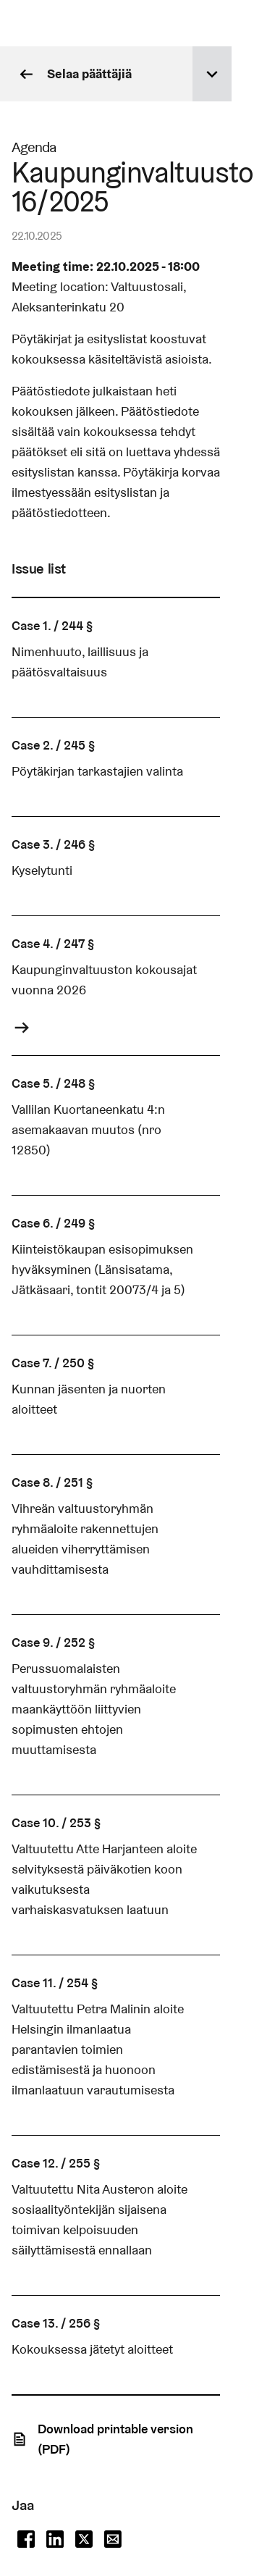 Selaa päättäjiä
Agenda
Kaupunginvaltuusto
16/2025
22.10.2025
Meeting time: 22.10.2025 - 18:00
Meeting location: Valtuustosali,
Aleksanterinkatu 20
Pöytäkirjat ja esityslistat koostuvat
kokouksessa käsiteltävistä asioista.
Päätöstiedote julkaistaan heti
kokouksen jälkeen. Päätöstiedote
sisältää vain kokouksessa tehdyt
päätökset eli sitä on luettava yhdessä
esityslistan kanssa. Pöytäkirja korvaa
ilmestyessään esityslistan ja
päätöstiedotteen.
Issue list
Case 1. / 244 §
Nimenhuuto, laillisuus ja
päätösvaltaisuus
Case 2. / 245 §
Pöytäkirjan tarkastajien valinta
Case 3. / 246 §
Kyselytunti
Case 4. / 247 §
Kaupunginvaltuuston kokousajat
vuonna 2026
Case 5. / 248 §
Vallilan Kuortaneenkatu 4:n
asemakaavan muutos (nro
12850)
Case 6. / 249 §
Kiinteistökaupan esisopimuksen
hyväksyminen (Länsisatama,
Jätkäsaari, tontit 20073/4 ja 5)
Case 7. / 250 §
Kunnan jäsenten ja nuorten
aloitteet
Case 8. / 251 §
Vihreän valtuustoryhmän
ryhmäaloite rakennettujen
alueiden viherryttämisen
vauhdittamisesta
Case 9. / 252 §
Perussuomalaisten
valtuustoryhmän ryhmäaloite
maankäyttöön liittyvien
sopimusten ehtojen
muuttamisesta
Case 10. / 253 §
Valtuutettu Atte Harjanteen aloite
selvityksestä päiväkotien koon
vaikutuksesta
varhaiskasvatuksen laatuun
Case 11. / 254 §
Valtuutettu Petra Malinin aloite
Helsingin ilmanlaatua
parantavien toimien
edistämisestä ja huonoon
ilmanlaatuun varautumisesta
Case 12. / 255 §
Valtuutettu Nita Austeron aloite
sosiaalityöntekijän sijaisena
toimivan kelpoisuuden
säilyttämisestä ennallaan
Case 13. / 256 §
Kokouksessa jätetyt aloitteet
Download printable version
(PDF)
Jaa